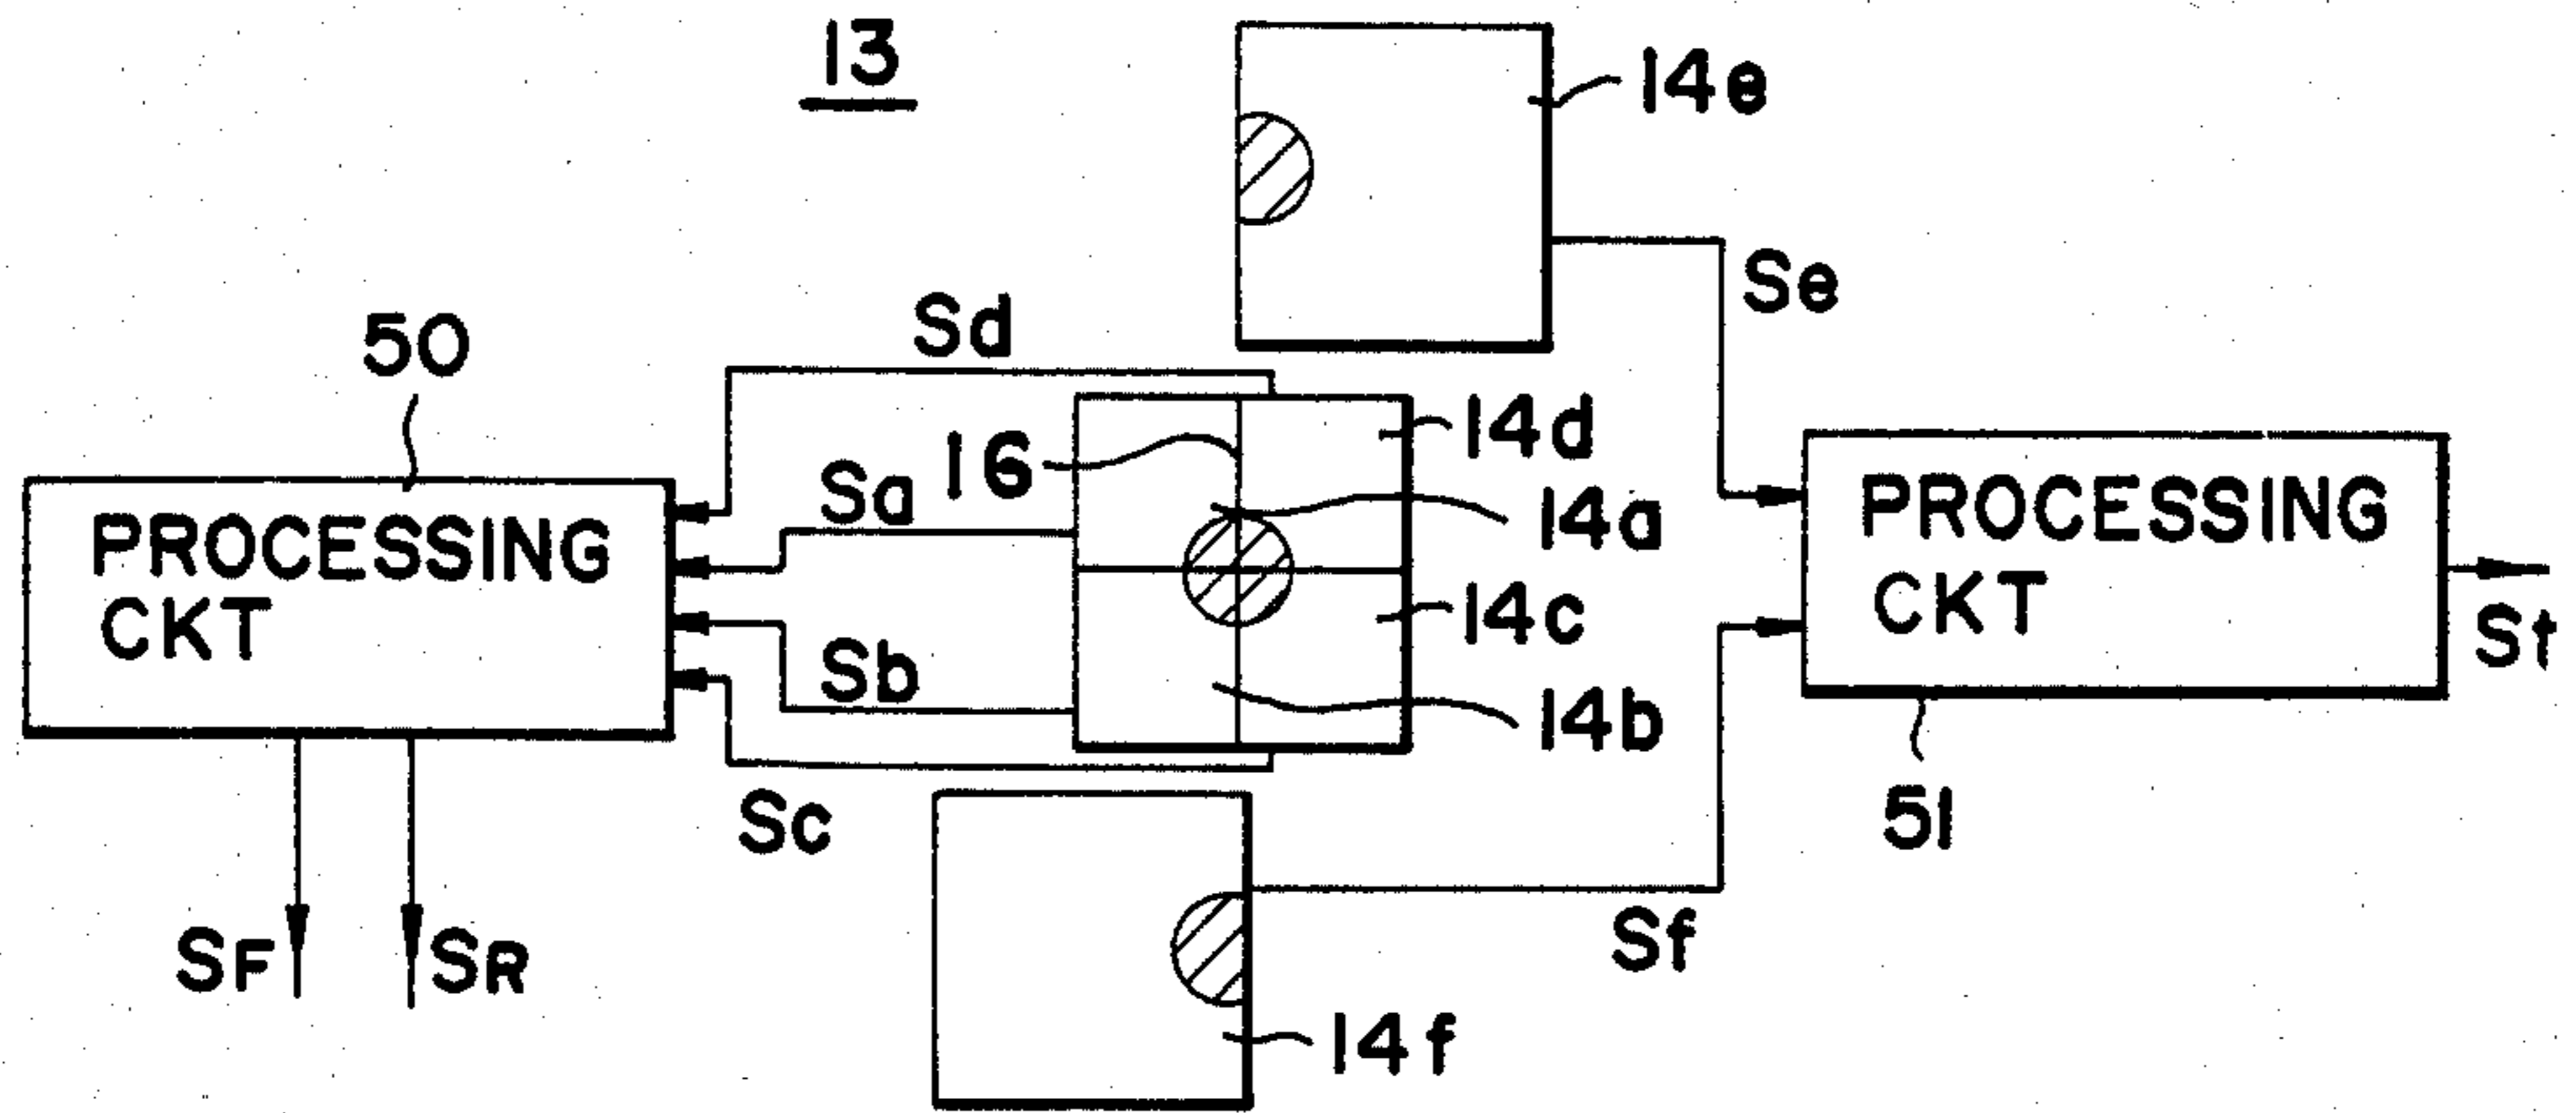 13
14e
Se
Sd
50
14d
16
Sa
14a
PROCESSING
CKT
PROCESSING
CKT
14c
Sb
14b
St
Sc
51
Sf
SF
SR
14f